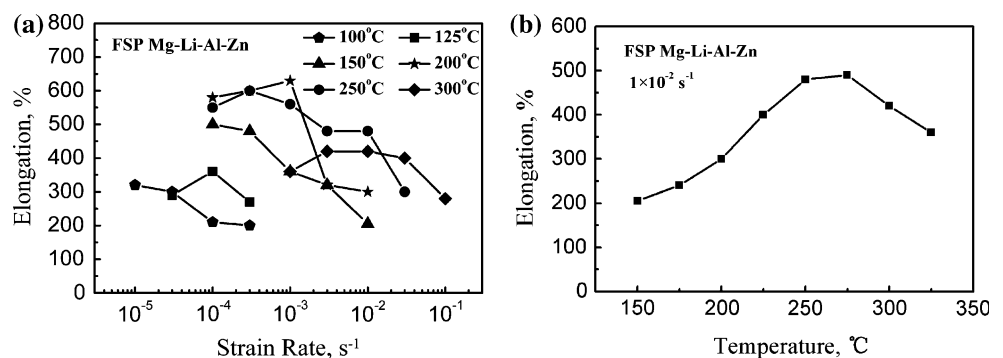 (a)
800
700
600
500
400
300
200
100
0
Elongation, %
FSP Mg-Li-Al-Zn
100°C 125°C
150°C 200°C
250°C 300°C
10⁻⁵ 10⁻⁴ 10⁻³ 10⁻² 10⁻¹
Strain Rate, s⁻¹
(b)
600
500
400
300
200
100
0
Elongation, %
FSP Mg-Li-Al-Zn
1×10⁻² s⁻¹
150 200 250 300 350
Temperature, ℃